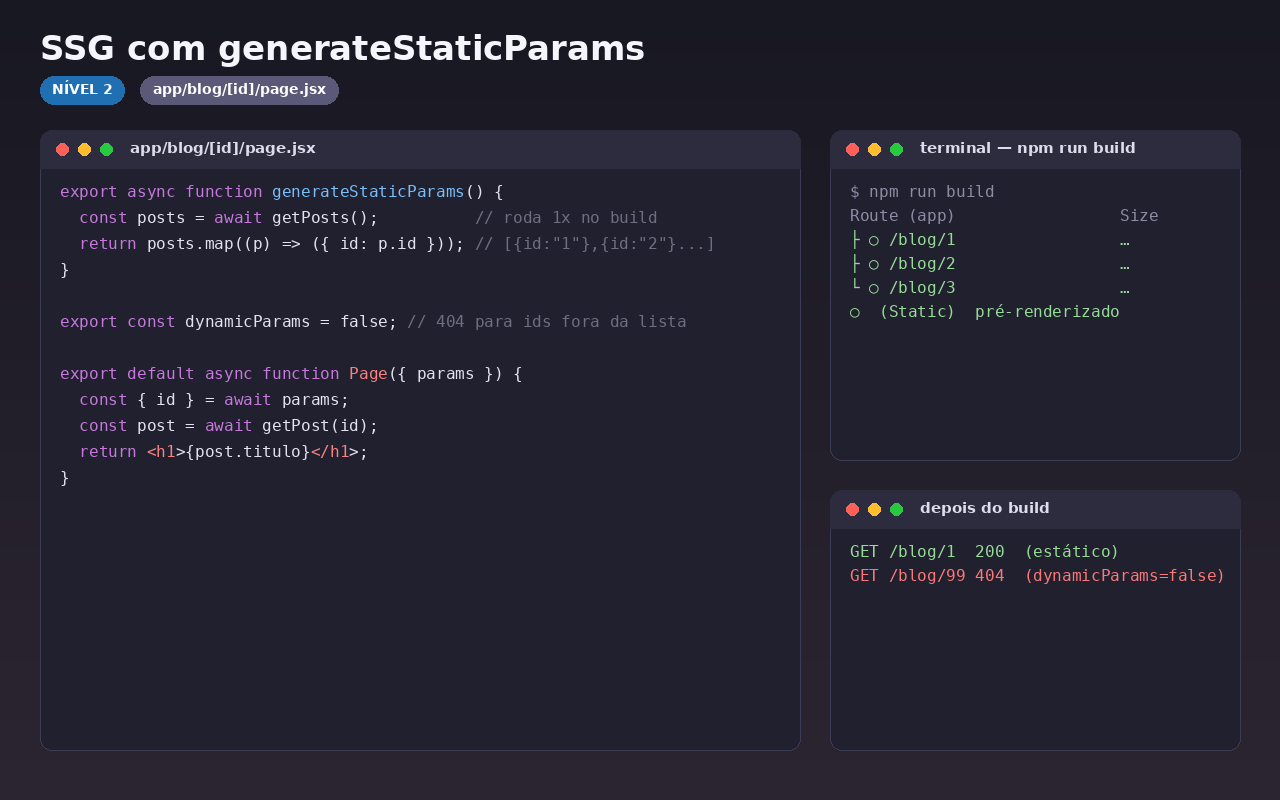 SSG com generateStaticParams
NÍVEL 2
app/blog/[id]/page.jsx
app/blog/[id]/page.jsx
export async function generateStaticParams() {
  const posts = await getPosts();          // roda 1x no build
  return posts.map((p) => ({ id: p.id })); // [{id:"1"},{id:"2"}...]
}
export const dynamicParams = false; // 404 para ids fora da lista
export default async function Page({ params }) {
  const { id } = await params;
  const post = await getPost(id);
  return <h1>{post.titulo}</h1>;
}
terminal — npm run build
$ npm run build
Route (app)                 Size
├ ○ /blog/1                 …
├ ○ /blog/2                 …
└ ○ /blog/3                 …
○  (Static)  pré-renderizado
depois do build
GET /blog/1  200  (estático)
GET /blog/99 404  (dynamicParams=false)